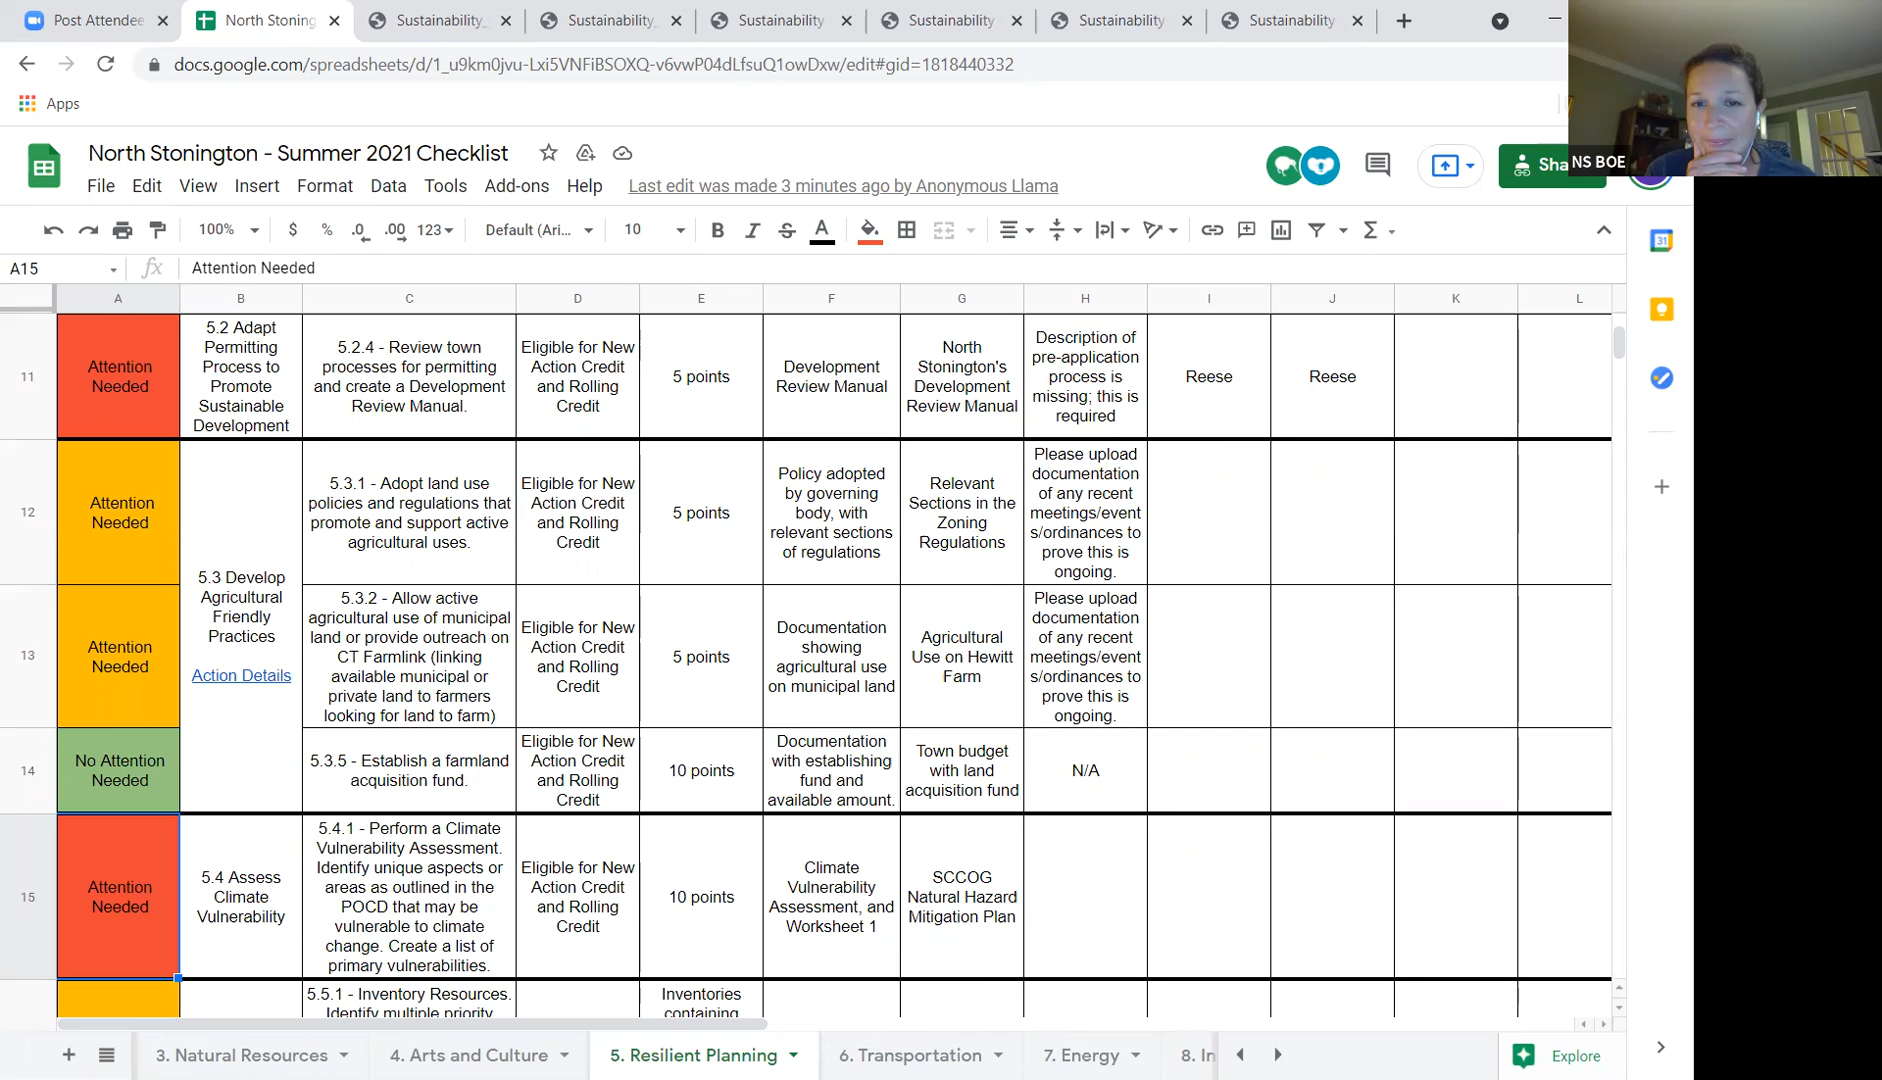 Post Attendee
North Stonington
Sustainability_
Sustainability_
Sustainability
Sustainability
Sustainability
Sustainability
docs.google.com/spreadsheets/d/1_u9km0jvu-Lxi5VNFiBSOXQ-v6vwP04dLfsuQ1owDxw/edit#gid=1818440332
Apps
North Stonington - Summer 2021 Checklist
NS BOE
File Edit View Insert Format Data Tools Add-ons Help Last edit was made 3 minutes ago by Anonymous Llama
100% $ % .0 .00 123 Default (Ari... 10 B I S A
A15 fx Attention Needed
A B C D E F G H I J K L
11
Attention
Needed
5.2 Adapt
Permitting
Process to
Promote
Sustainable
Development
5.2.4 - Review town
processes for permitting
and create a Development
Review Manual.
Eligible for New
Action Credit
and Rolling
Credit
5 points
Development
Review Manual
North
Stonington's
Development
Review Manual
Description of
pre-application
process is
missing; this is
required
Reese
Reese
12
Attention
Needed
5.3 Develop
Agricultural
Friendly
Practices
Action Details
5.3.1 - Adopt land use
policies and regulations that
promote and support active
agricultural uses.
Eligible for New
Action Credit
and Rolling
Credit
5 points
Policy adopted
by governing
body, with
relevant sections
of regulations
Relevant
Sections in the
Zoning
Regulations
Please upload
documentation
of any recent
meetings/event
s/ordinances to
prove this is
ongoing.
13
Attention
Needed
5.3.2 - Allow active
agricultural use of municipal
land or provide outreach on
CT Farmlink (linking
available municipal or
private land to farmers
looking for land to farm)
Eligible for New
Action Credit
and Rolling
Credit
5 points
Documentation
showing
agricultural use
on municipal land
Agricultural
Use on Hewitt
Farm
Please upload
documentation
of any recent
meetings/event
s/ordinances to
prove this is
ongoing.
14
No Attention
Needed
5.3.5 - Establish a farmland
acquisition fund.
Eligible for New
Action Credit
and Rolling
Credit
10 points
Documentation
with establishing
fund and
available amount.
Town budget
with land
acquisition fund
N/A
15
Attention
Needed
5.4 Assess
Climate
Vulnerability
5.4.1 - Perform a Climate
Vulnerability Assessment.
Identify unique aspects or
areas as outlined in the
POCD that may be
vulnerable to climate
change. Create a list of
primary vulnerabilities.
Eligible for New
Action Credit
and Rolling
Credit
10 points
Climate
Vulnerability
Assessment, and
Worksheet 1
SCCOG
Natural Hazard
Mitigation Plan
5.5.1 - Inventory Resources.
Identify multiple priority
Inventories
containing
3. Natural Resources 4. Arts and Culture 5. Resilient Planning 6. Transportation 7. Energy 8. In
Explore